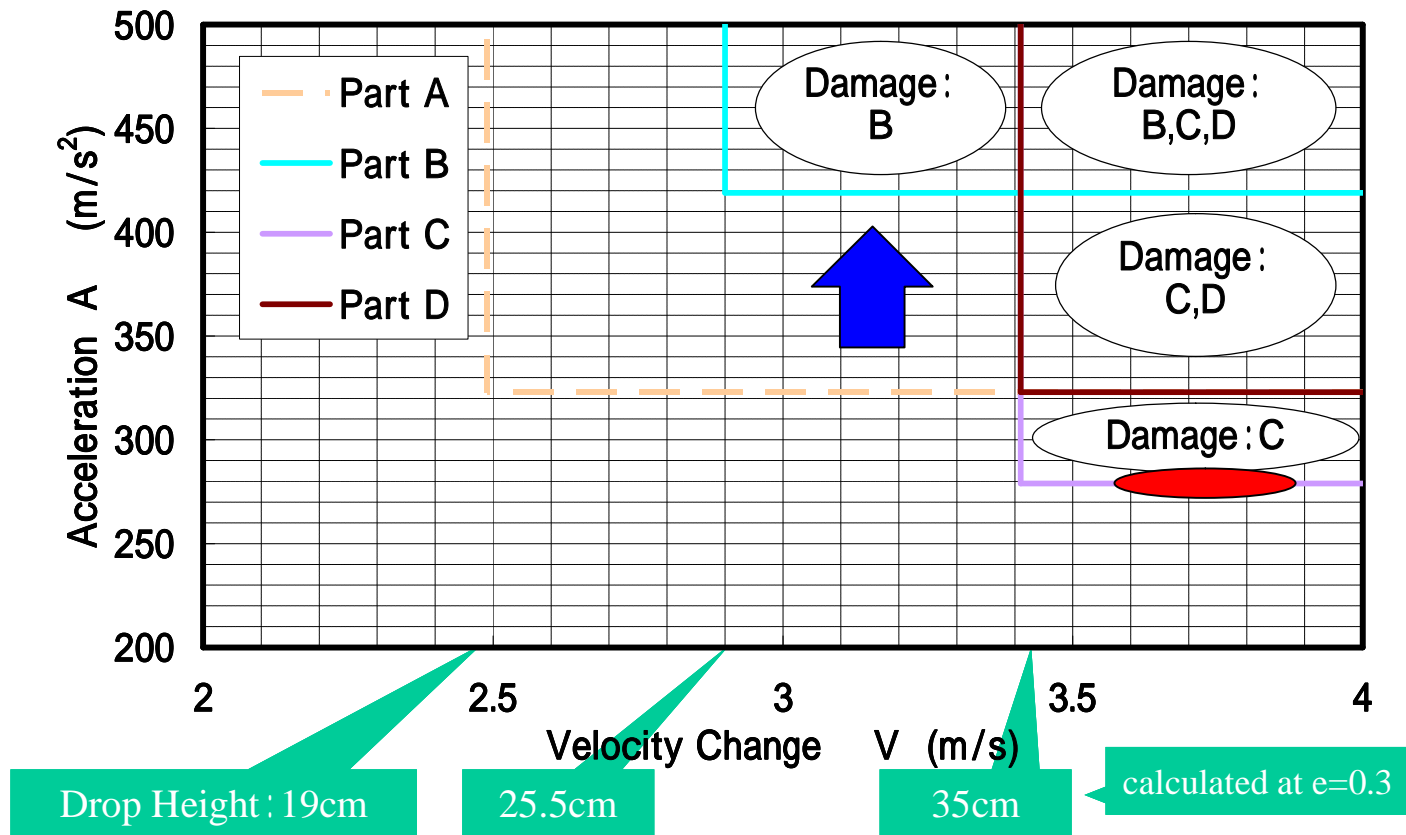 500
450
400
350
300
250
200
Acceleration A (m/s²)
Part A
Part B
Part C
Part D
Damage:
B
Damage:
B,C,D
Damage:
C,D
Damage:C
2
2.5
3
3.5
4
Velocity Change V (m/s)
Drop Height:19cm
25.5cm
35cm
calculated at e=0.3